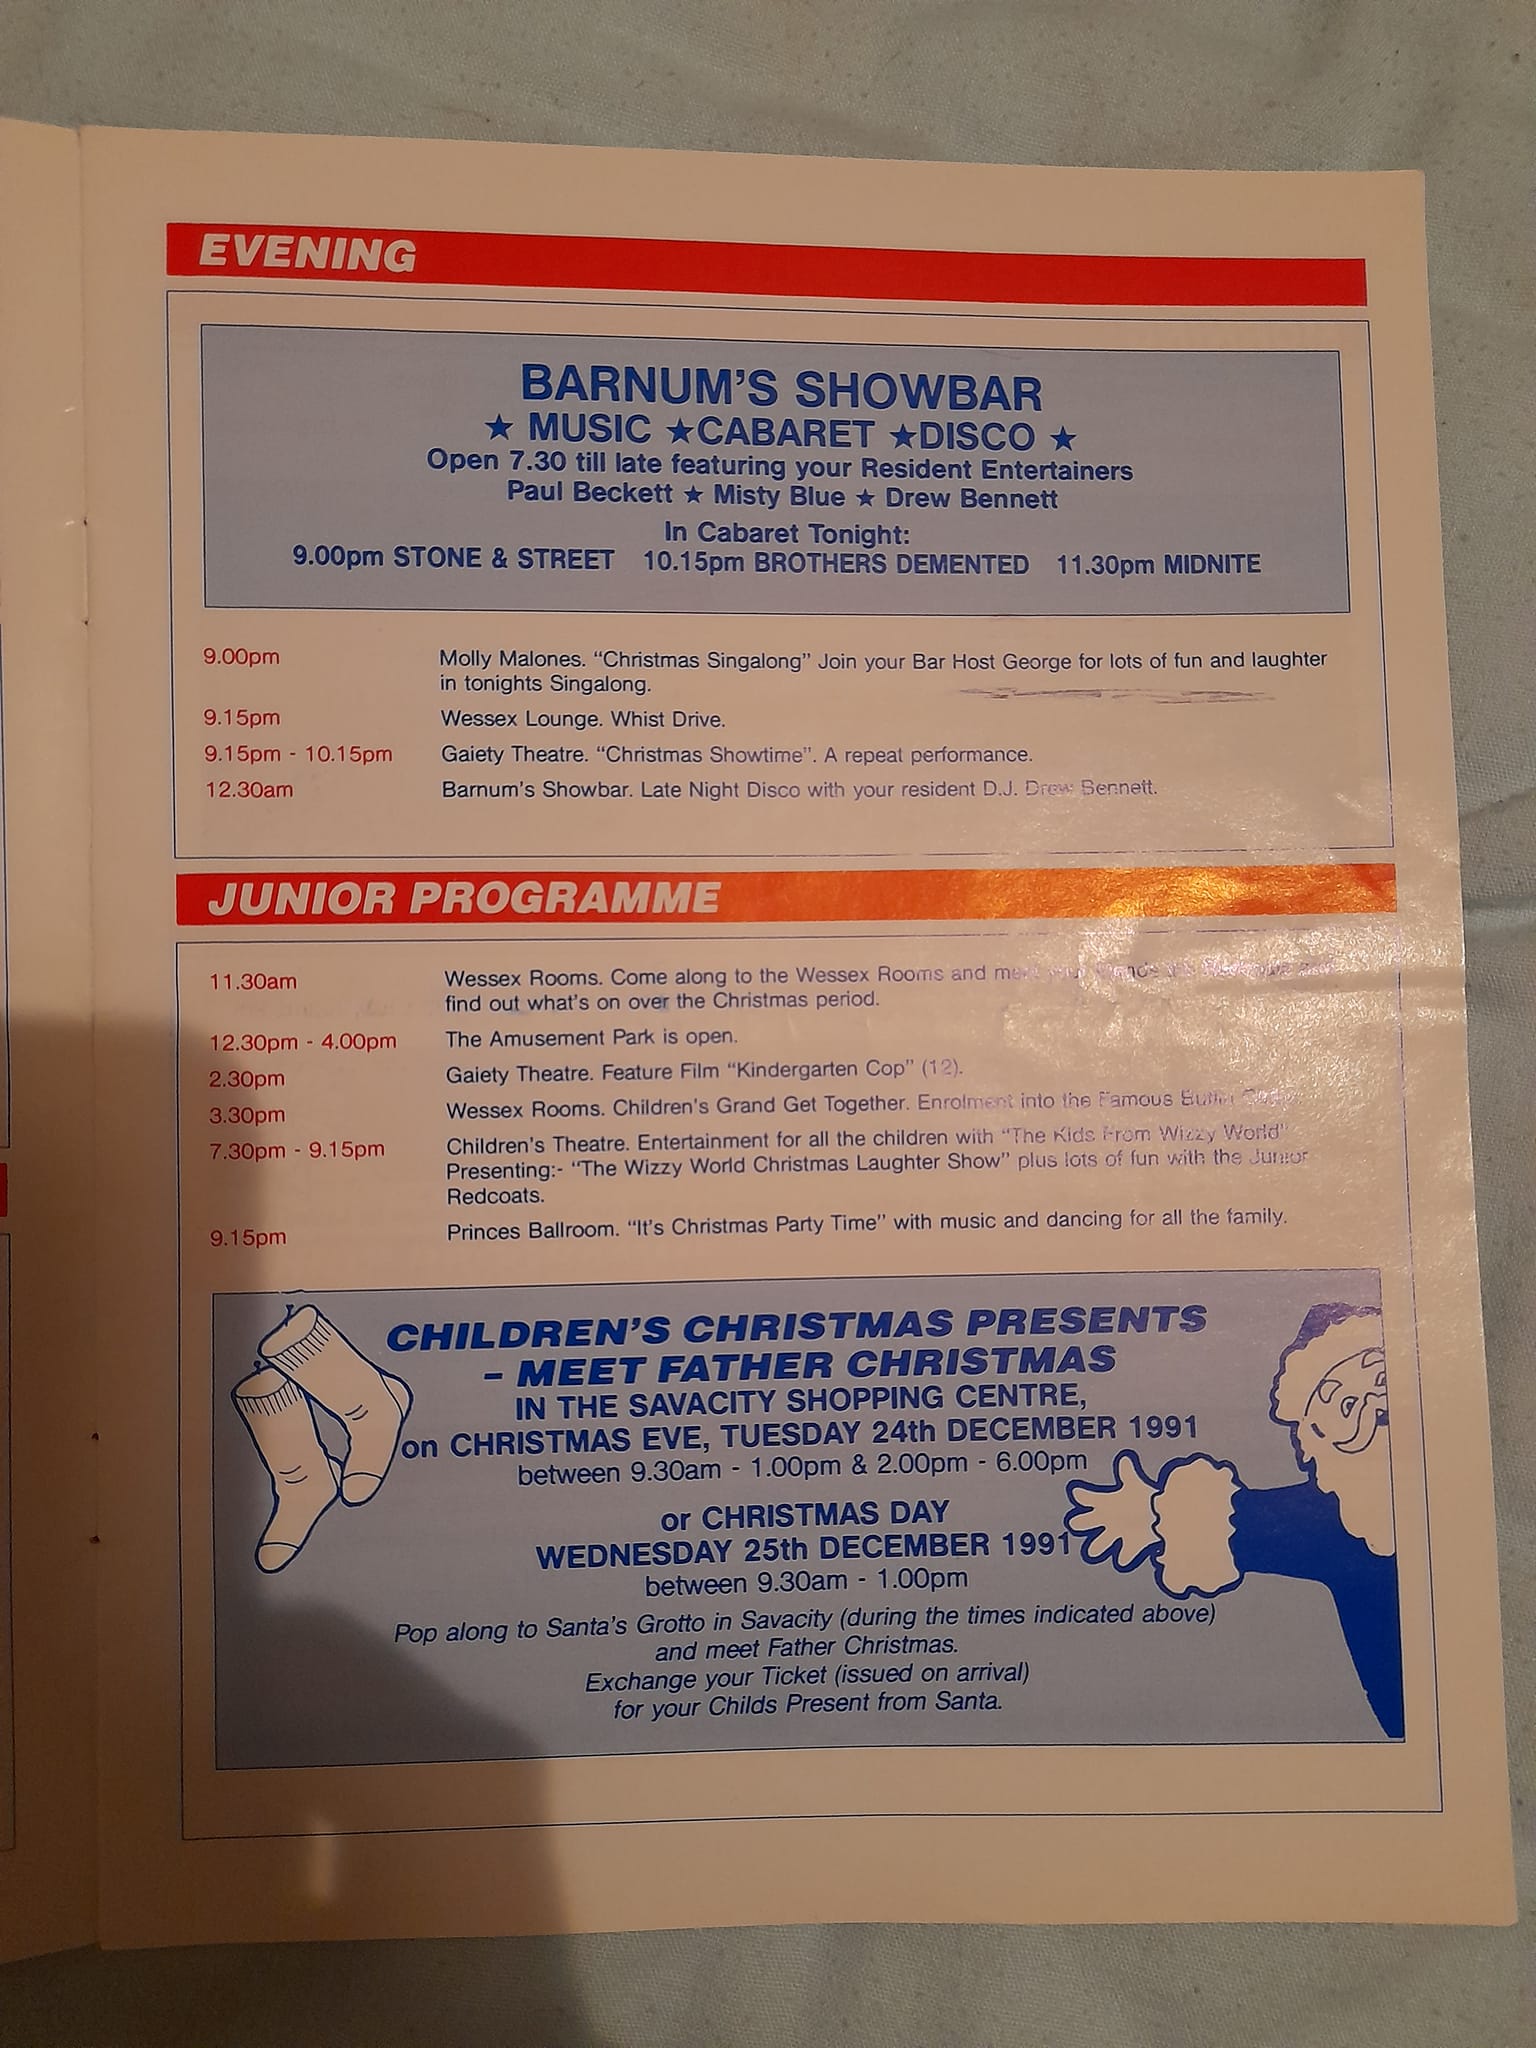 EVENING
BARNUM'S SHOWBAR
★ MUSIC ★CABARET ★DISCO ★
Open 7.30 till late featuring your Resident Entertainers
Paul Beckett ★ Misty Blue ★ Drew Bennett
In Cabaret Tonight:
9.00pm STONE & STREET 10.15pm BROTHERS DEMENTED 11.30pm MIDNITE
9.00pm Molly Malones. “Christmas Singalong” Join your Bar Host George for lots of fun and laughter
in tonights Singalong.
9.15pm Wessex Lounge. Whist Drive.
9.15pm - 10.15pm Gaiety Theatre. “Christmas Showtime”. A repeat performance.
12.30am Barnum's Showbar. Late Night Disco with your resident D.J. Drew Bennett.
JUNIOR PROGRAMME
11.30am Wessex Rooms. Come along to the Wessex Rooms and meet your friends the
find out what's on over the Christmas period.
12.30pm - 4.00pm The Amusement Park is open.
2.30pm Gaiety Theatre. Feature Film “Kindergarten Cop” (12).
3.30pm Wessex Rooms. Children's Grand Get Together. Enrolment into the Famous Butlin
7.30pm - 9.15pm Children's Theatre. Entertainment for all the children with “The Kids From Wizzy World”
Presenting:- “The Wizzy World Christmas Laughter Show” plus lots of fun with the Junior
Redcoats.
9.15pm Princes Ballroom. “It's Christmas Party Time” with music and dancing for all the family.
CHILDREN'S CHRISTMAS PRESENTS
– MEET FATHER CHRISTMAS
IN THE SAVACITY SHOPPING CENTRE,
on CHRISTMAS EVE, TUESDAY 24th DECEMBER 1991
between 9.30am - 1.00pm & 2.00pm - 6.00pm
or CHRISTMAS DAY
WEDNESDAY 25th DECEMBER 1991
between 9.30am - 1.00pm
Pop along to Santa's Grotto in Savacity (during the times indicated above)
and meet Father Christmas.
Exchange your Ticket (issued on arrival)
for your Childs Present from Santa.